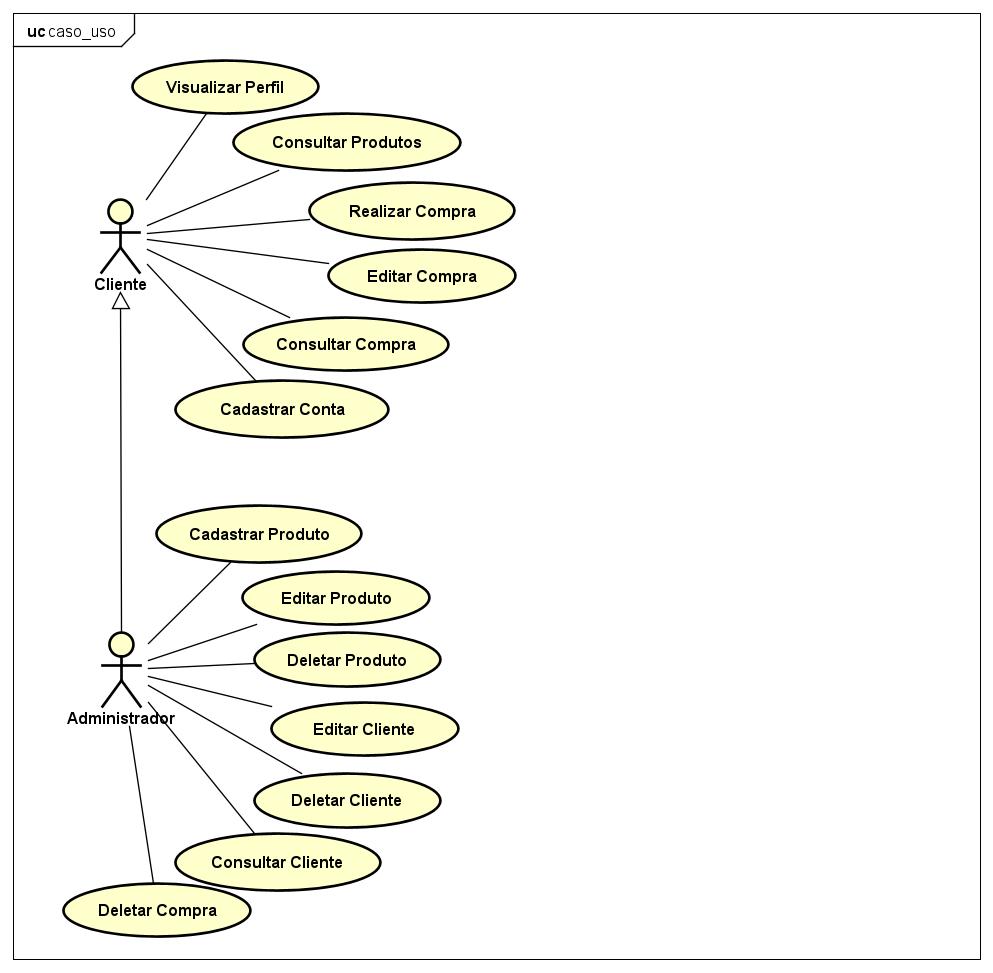 uc caso_uso
Visualizar Perfil
Consultar Produtos
Realizar Compra
Editar Compra
Cliente
Consultar Compra
Cadastrar Conta
Cadastrar Produto
Editar Produto
Deletar Produto
Administrador
Editar Cliente
Deletar Cliente
Consultar Cliente
Deletar Compra